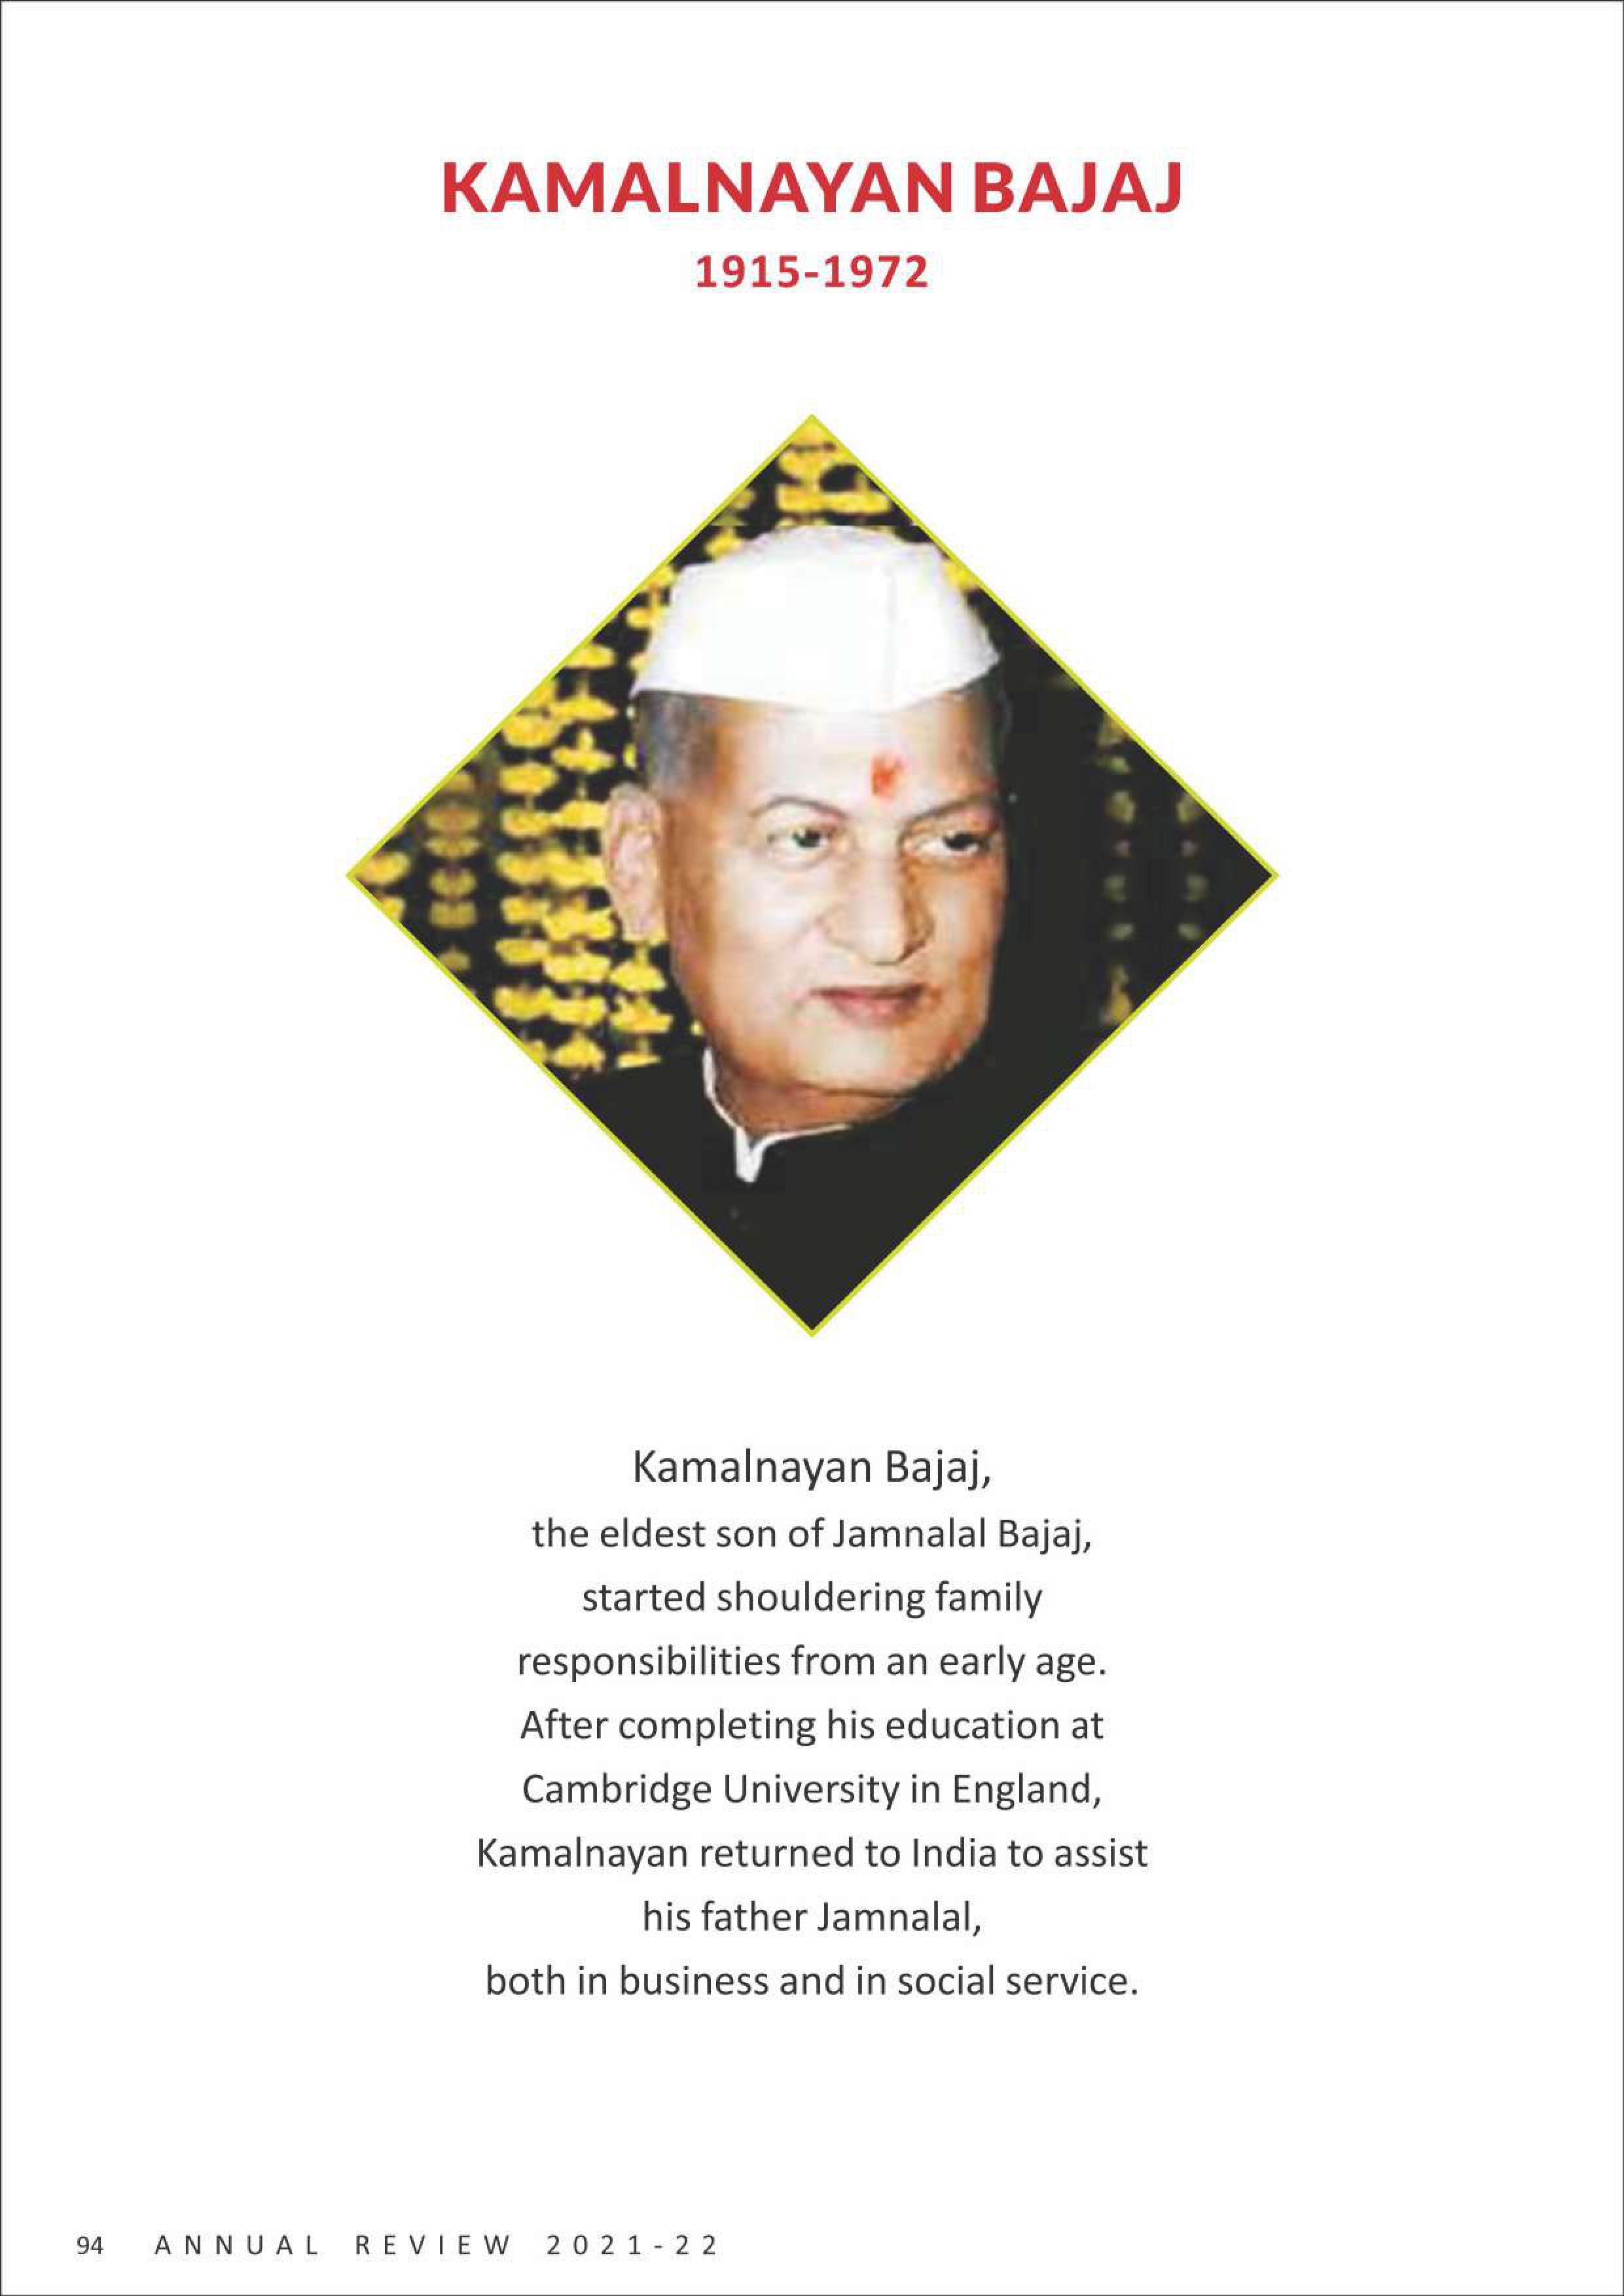 KAMALNAYAN BAJAJ
1915-1972
Kamalnayan Bajaj,
the eldest son of Jamnalal Bajaj,
started shouldering family
responsibilities from an early age.
After completing his education at
Cambridge University in England,
Kamalnayan returned to India to assist
his father Jamnalal,
both in business and in social service.
94 ANNUAL REVIEW 2021-22